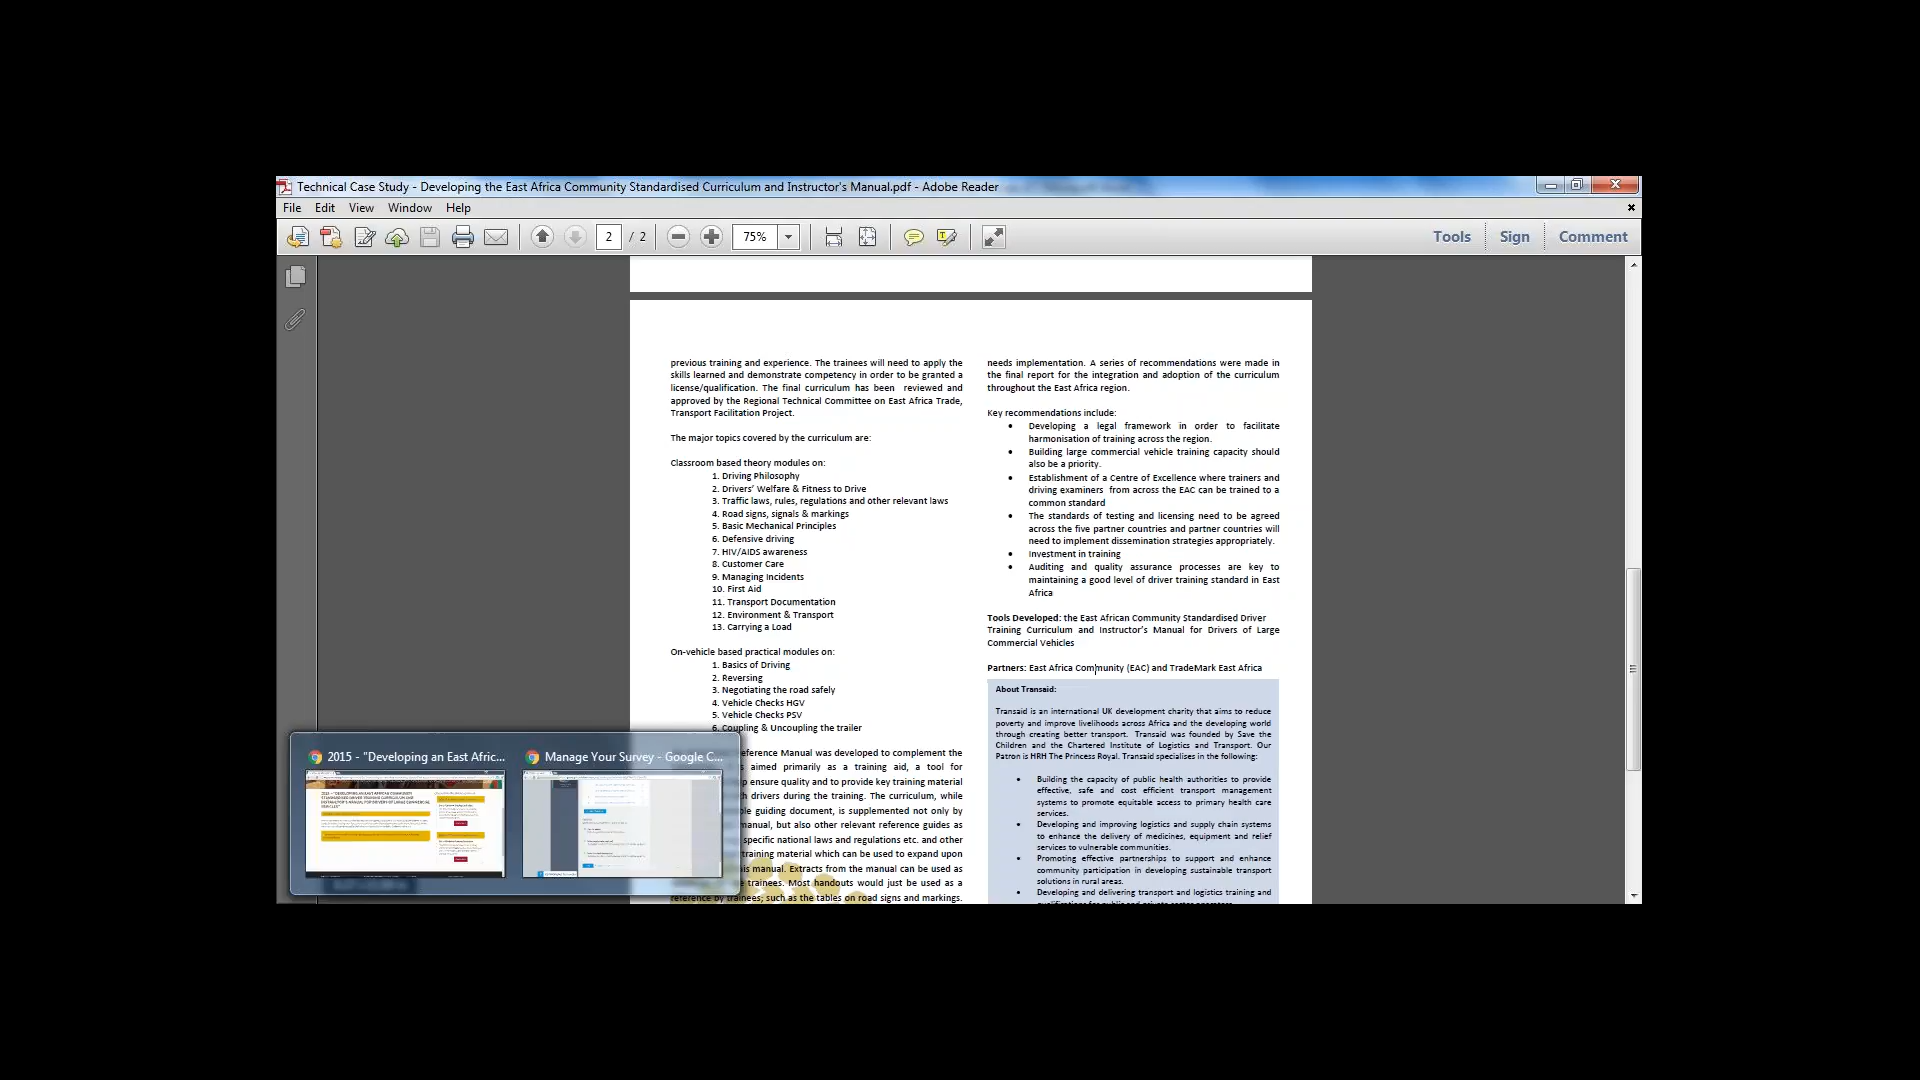 Technical Case Study - Developing the East Africa Community Standardised Curriculum and Instructor's Manual.pdf - Adobe Reader
File Edit View Window Help
2 / 2 75% Tools Sign Comment
previous training and experience. The trainees will need to apply the
skills learned and demonstrate competency in order to be granted a
license/qualification. The final curriculum has been reviewed and
approved by the Regional Technical Committee on East Africa Trade,
Transport Facilitation Project.
The major topics covered by the curriculum are:
Classroom based theory modules on:
1. Driving Philosophy
2. Drivers' Welfare & Fitness to Drive
3. Traffic laws, rules, regulations and other relevant laws
4. Road signs, signals & markings
5. Basic Mechanical Principles
6. Defensive driving
7. HIV/AIDS awareness
8. Customer Care
9. Managing Incidents
10. First Aid
11. Transport Documentation
12. Environment & Transport
13. Carrying a Load
On-vehicle based practical modules on:
1. Basics of Driving
2. Reversing
3. Negotiating the road safely
4. Vehicle Checks HGV
5. Vehicle Checks PSV
6. Coupling & Uncoupling the trailer
eference Manual was developed to complement the
aimed primarily as a training aid, a tool for
ensure quality and to provide key training material
drivers during the training. The curriculum, while
guiding document, is supplemented not only by
manual, but also other relevant reference guides as
specific national laws and regulations etc. and other
training material which can be used to expand upon
is manual. Extracts from the manual can be used as
trainees. Most handouts would just be used as a
reference by trainees; such as the tables on road signs and markings.
needs implementation. A series of recommendations were made in
the final report for the integration and adoption of the curriculum
throughout the East Africa region.
Key recommendations include:
• Developing a legal framework in order to facilitate
harmonisation of training across the region.
• Building large commercial vehicle training capacity should
also be a priority.
• Establishment of a Centre of Excellence where trainers and
driving examiners from across the EAC can be trained to a
common standard
• The standards of testing and licensing need to be agreed
across the five partner countries and partner countries will
need to implement dissemination strategies appropriately.
• Investment in training
• Auditing and quality assurance processes are key to
maintaining a good level of driver training standard in East
Africa
Tools Developed: the East African Community Standardised Driver
Training Curriculum and Instructor's Manual for Drivers of Large
Commercial Vehicles
Partners: East Africa Community (EAC) and TradeMark East Africa
About Transaid:
Transaid is an international UK development charity that aims to reduce
poverty and improve livelihoods across Africa and the developing world
through creating better transport. Transaid was founded by Save the
Children and the Chartered Institute of Logistics and Transport. Our
Patron is HRH The Princess Royal. Transaid specialises in the following:
• Building the capacity of public health authorities to provide
effective, safe and cost efficient transport management
systems to promote equitable access to primary health care
services.
• Developing and improving logistics and supply chain systems
to enhance the delivery of medicines, equipment and relief
services to vulnerable communities.
• Promoting effective partnerships to support and enhance
community participation in developing sustainable transport
solutions in rural areas.
• Developing and delivering transport and logistics training and
2015 - "Developing an East Afric...
Manage Your Survey - Google C...